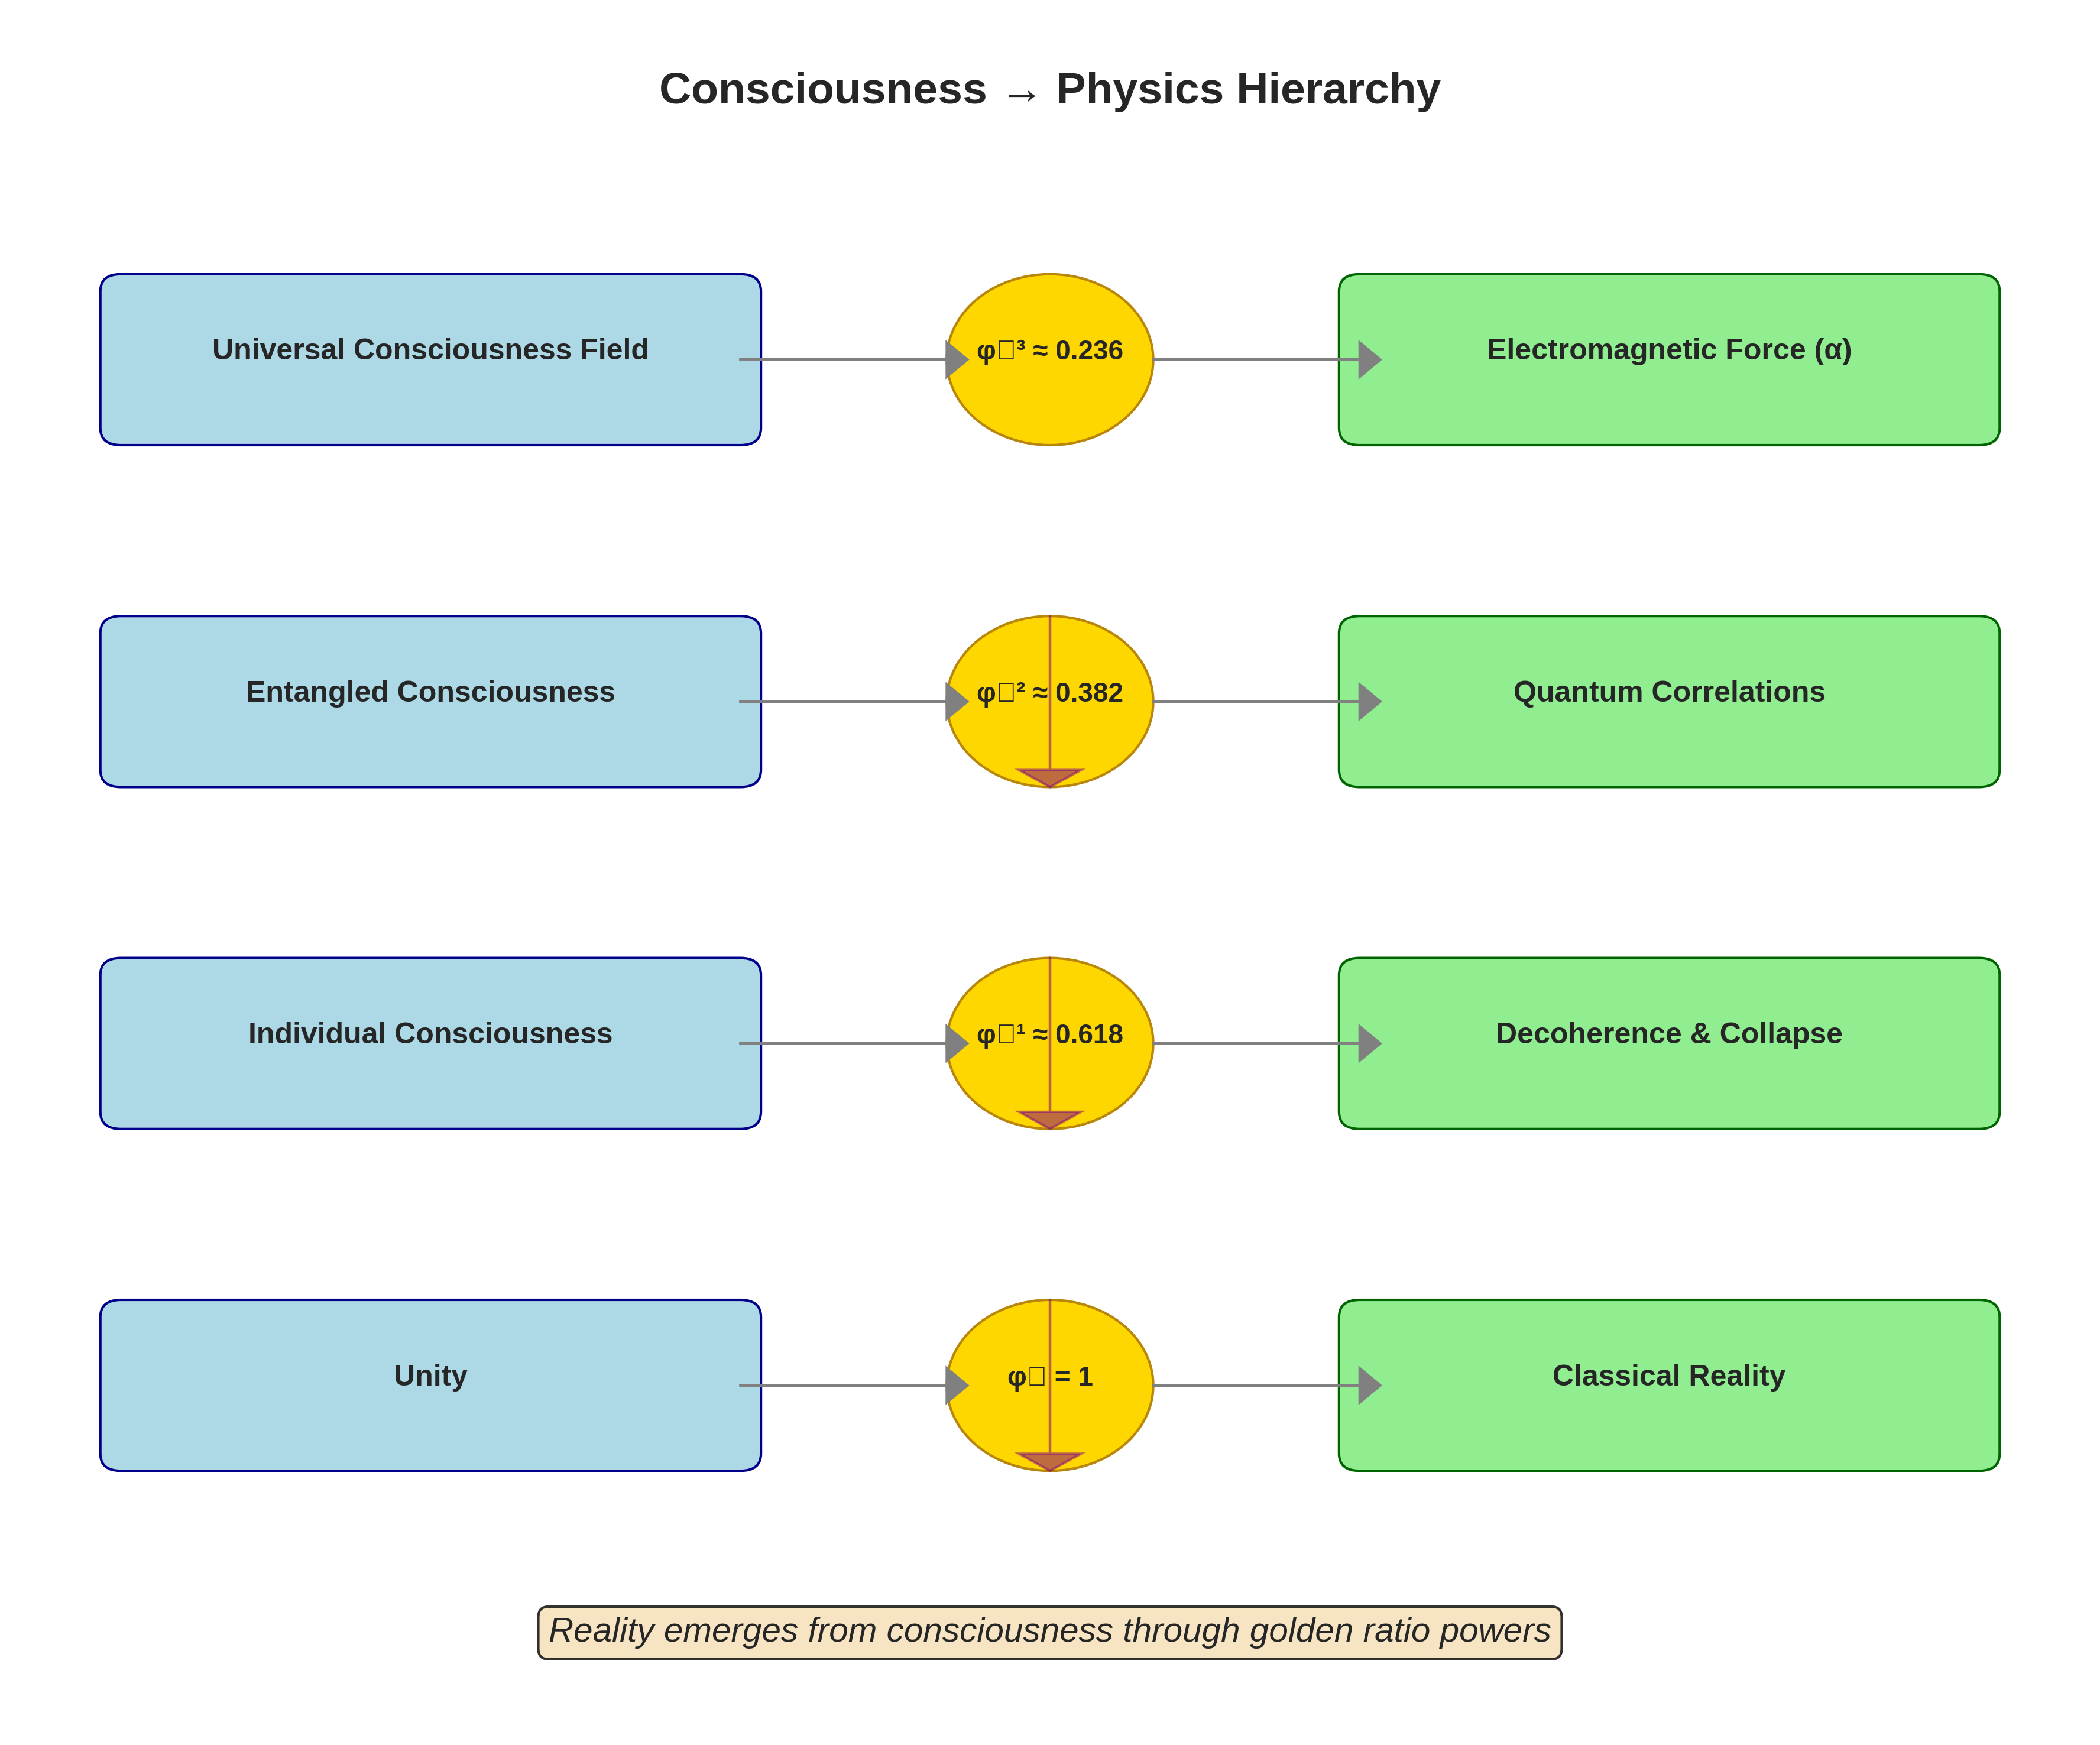 Consciousness → Physics Hierarchy
Universal Consciousness Field
φ□³ ≈ 0.236
Electromagnetic Force (α)
Entangled Consciousness
φ□² ≈ 0.382
Quantum Correlations
Individual Consciousness
φ□¹ ≈ 0.618
Decoherence & Collapse
Unity
φ□ = 1
Classical Reality
Reality emerges from consciousness through golden ratio powers